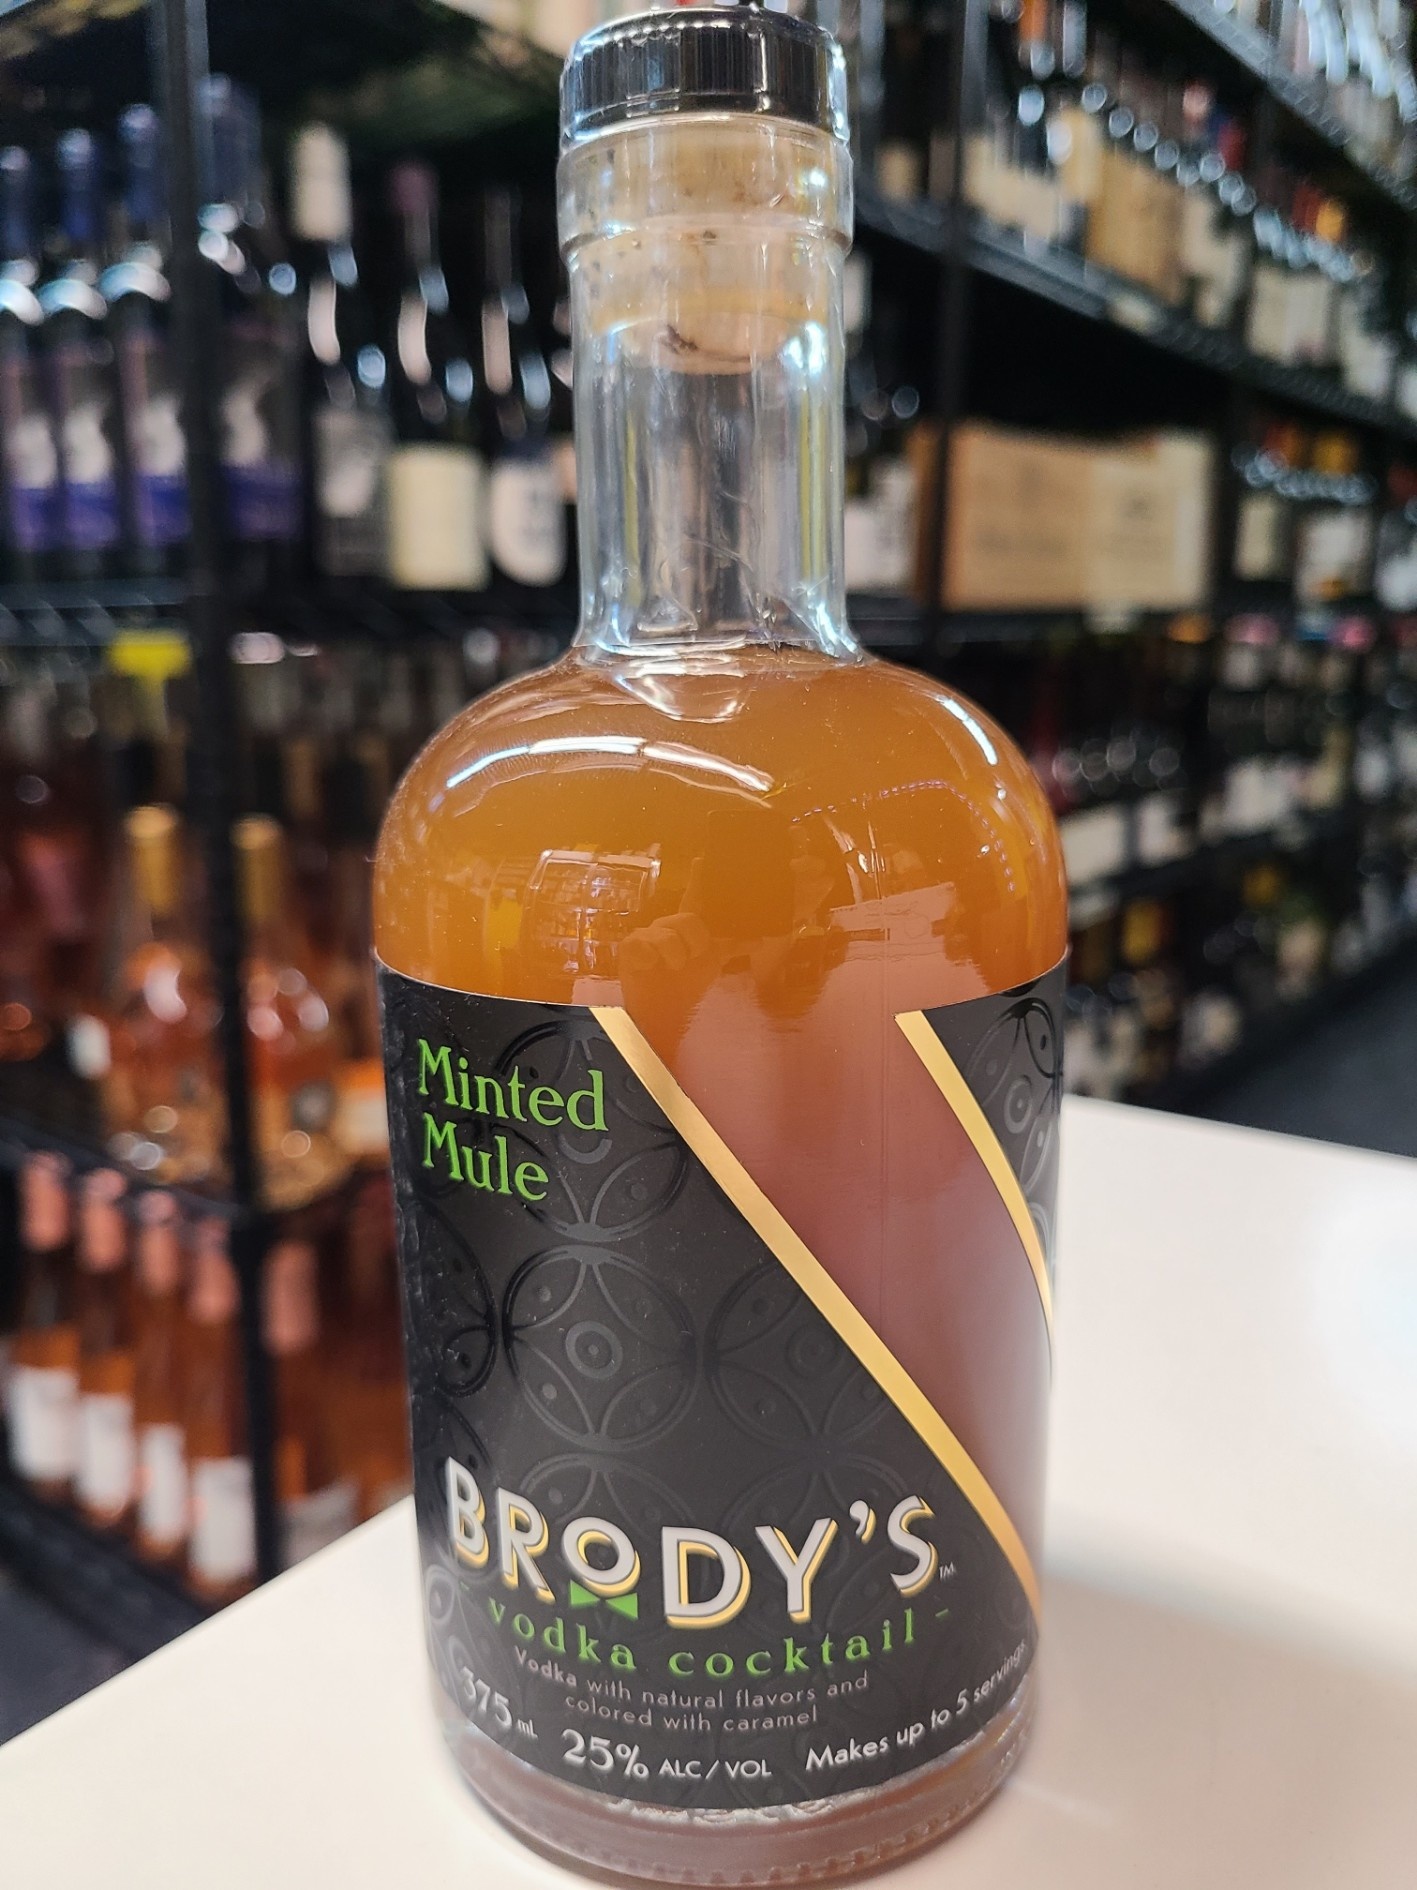 Minted
Mule
BRODY'S™
- vodka cocktail -
Vodka with natural flavors and
colored with caramel
375 mL 25% ALC/VOL Makes up to 5 servings